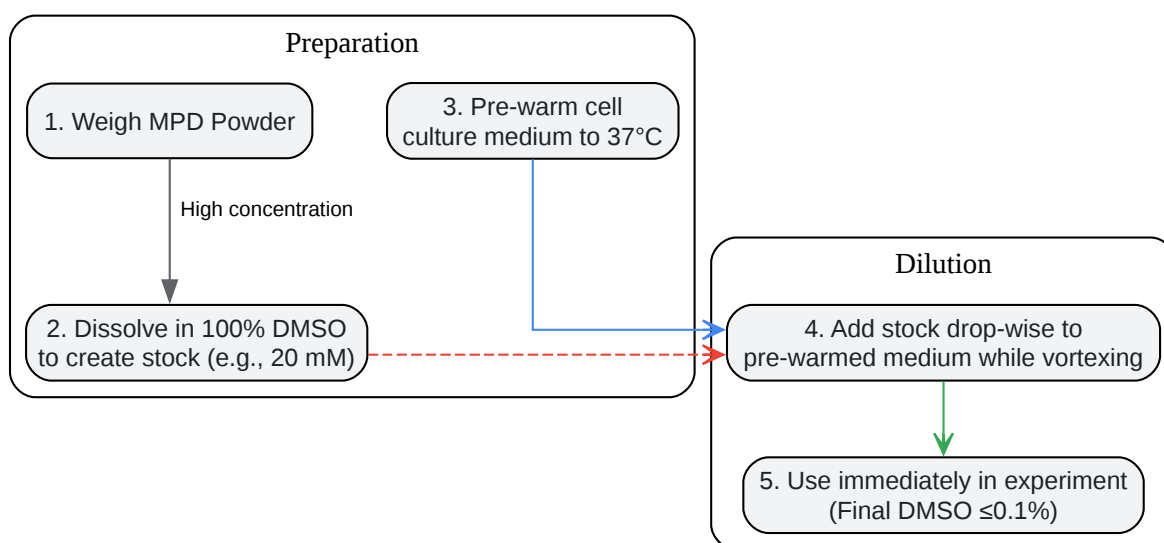 Preparation
1. Weigh MPD Powder
3. Pre-warm cell
culture medium to 37°C
High concentration
2. Dissolve in 100% DMSO
to create stock (e.g., 20 mM)
Dilution
4. Add stock drop-wise to
pre-warmed medium while vortexing
5. Use immediately in experiment
(Final DMSO ≤0.1%)